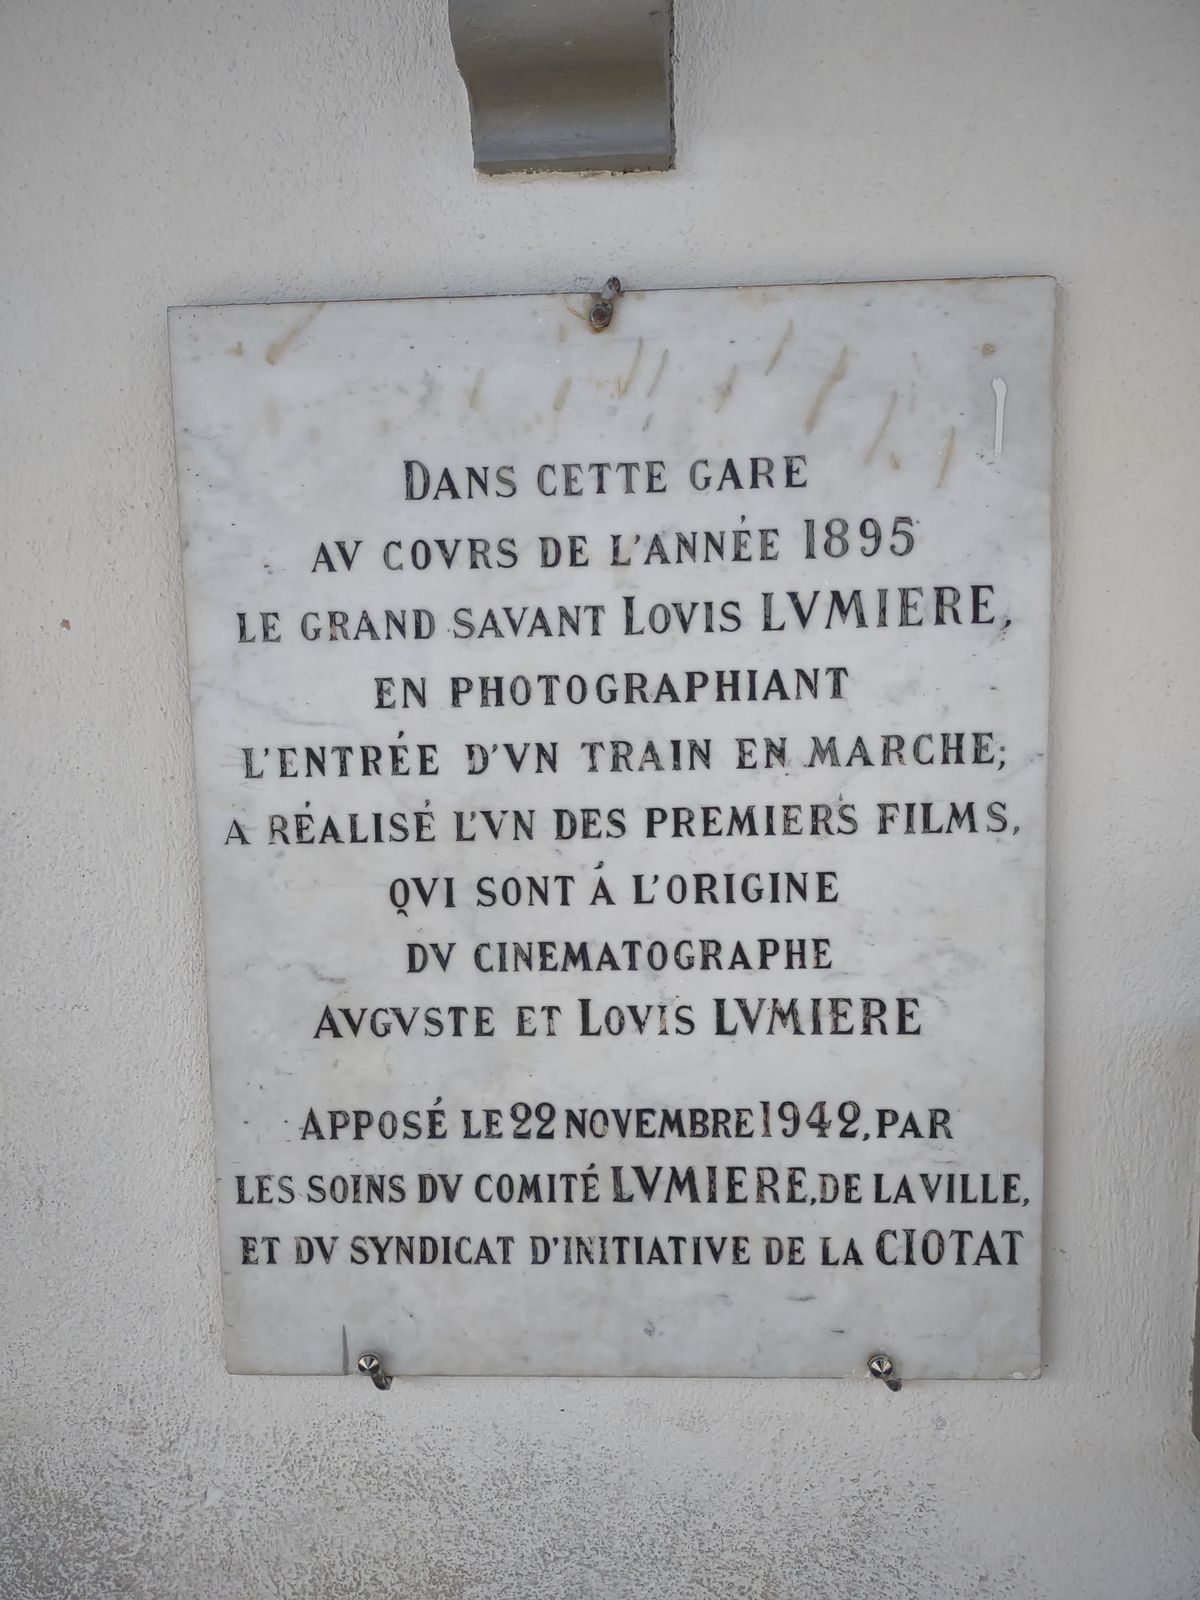 DANS CETTE GARE
AV COVRS DE L'ANNÉE 1895
LE GRAND SAVANT LOVIS LVMIERE,
EN PHOTOGRAPHIANT
L'ENTRÉE D'VN TRAIN EN MARCHE;
A RÉALISÉ L'VN DES PREMIERS FILMS,
QVI SONT Á L'ORIGINE
DV CINEMATOGRAPHE
AVGVSTE ET LOVIS LVMIERE
APPOSÉ LE 22 NOVEMBRE 1942, PAR
LES SOINS DV COMITÉ LVMIERE, DE LA VILLE,
ET DV SYNDICAT D'INITIATIVE DE LA CIOTAT